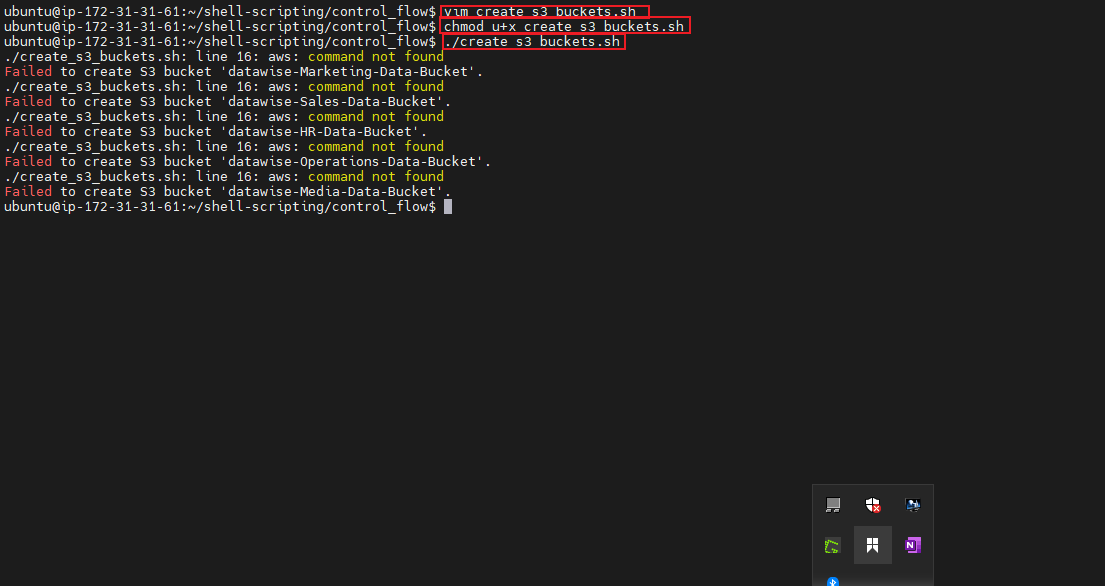 ubuntu@ip-172-31-31-61:~/shell-scripting/control_flow$ vim create_s3_buckets.sh
ubuntu@ip-172-31-31-61:~/shell-scripting/control_flow$ chmod u+x create_s3_buckets.sh
ubuntu@ip-172-31-31-61:~/shell-scripting/control_flow$ ./create_s3_buckets.sh
./create_s3_buckets.sh: line 16: aws: command not found
Failed to create S3 bucket 'datawise-Marketing-Data-Bucket'.
./create_s3_buckets.sh: line 16: aws: command not found
Failed to create S3 bucket 'datawise-Sales-Data-Bucket'.
./create_s3_buckets.sh: line 16: aws: command not found
Failed to create S3 bucket 'datawise-HR-Data-Bucket'.
./create_s3_buckets.sh: line 16: aws: command not found
Failed to create S3 bucket 'datawise-Operations-Data-Bucket'.
./create_s3_buckets.sh: line 16: aws: command not found
Failed to create S3 bucket 'datawise-Media-Data-Bucket'.
ubuntu@ip-172-31-31-61:~/shell-scripting/control_flow$
N